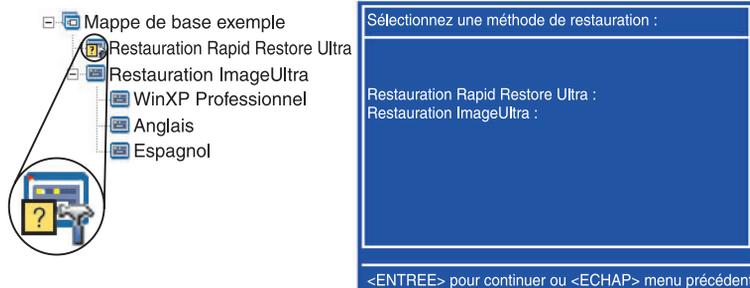 Mappe de base exemple
Restauration Rapid Restore Ultra
Restauration ImageUltra
WinXP Professionnel
Anglais
Espagnol
?
Sélectionnez une méthode de restauration :
Restauration Rapid Restore Ultra :
Restauration ImageUltra :
<ENTREE> pour continuer ou <ECHAP> menu précédent